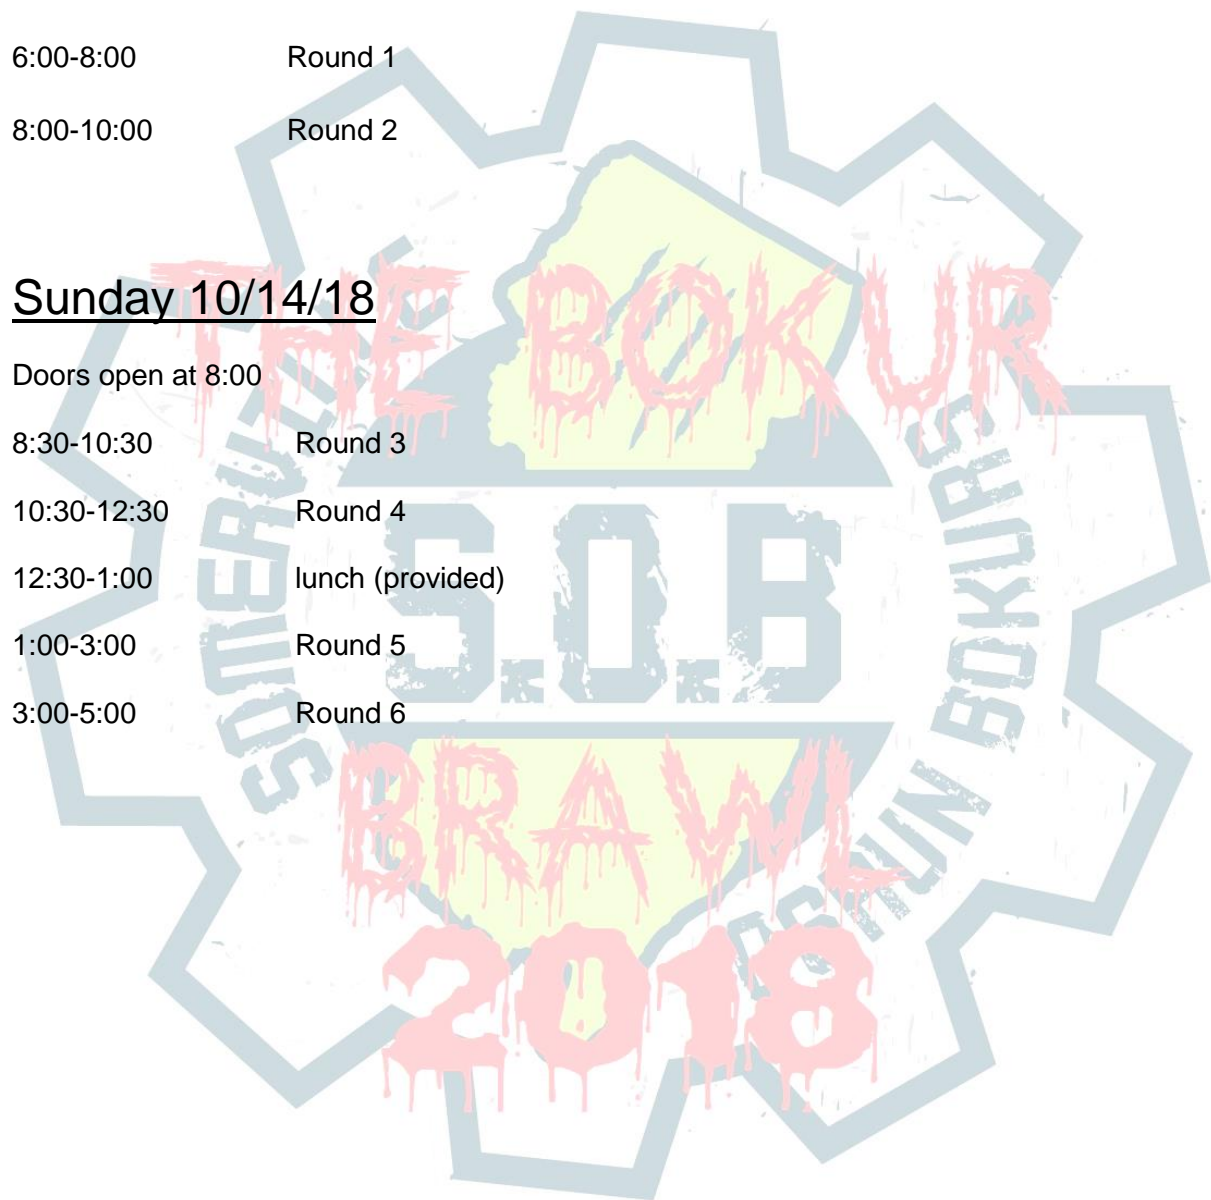 6:00-8:00 Round 1
8:00-10:00 Round 2
Sunday 10/14/18
THE BOKUR
Doors open at 8:00
8:30-10:30 Round 3
10:30-12:30 Round 4
S.O.B
12:30-1:00 lunch (provided)
1:00-3:00 Round 5
3:00-5:00 Round 6
BOKURS
BRAWL
2018